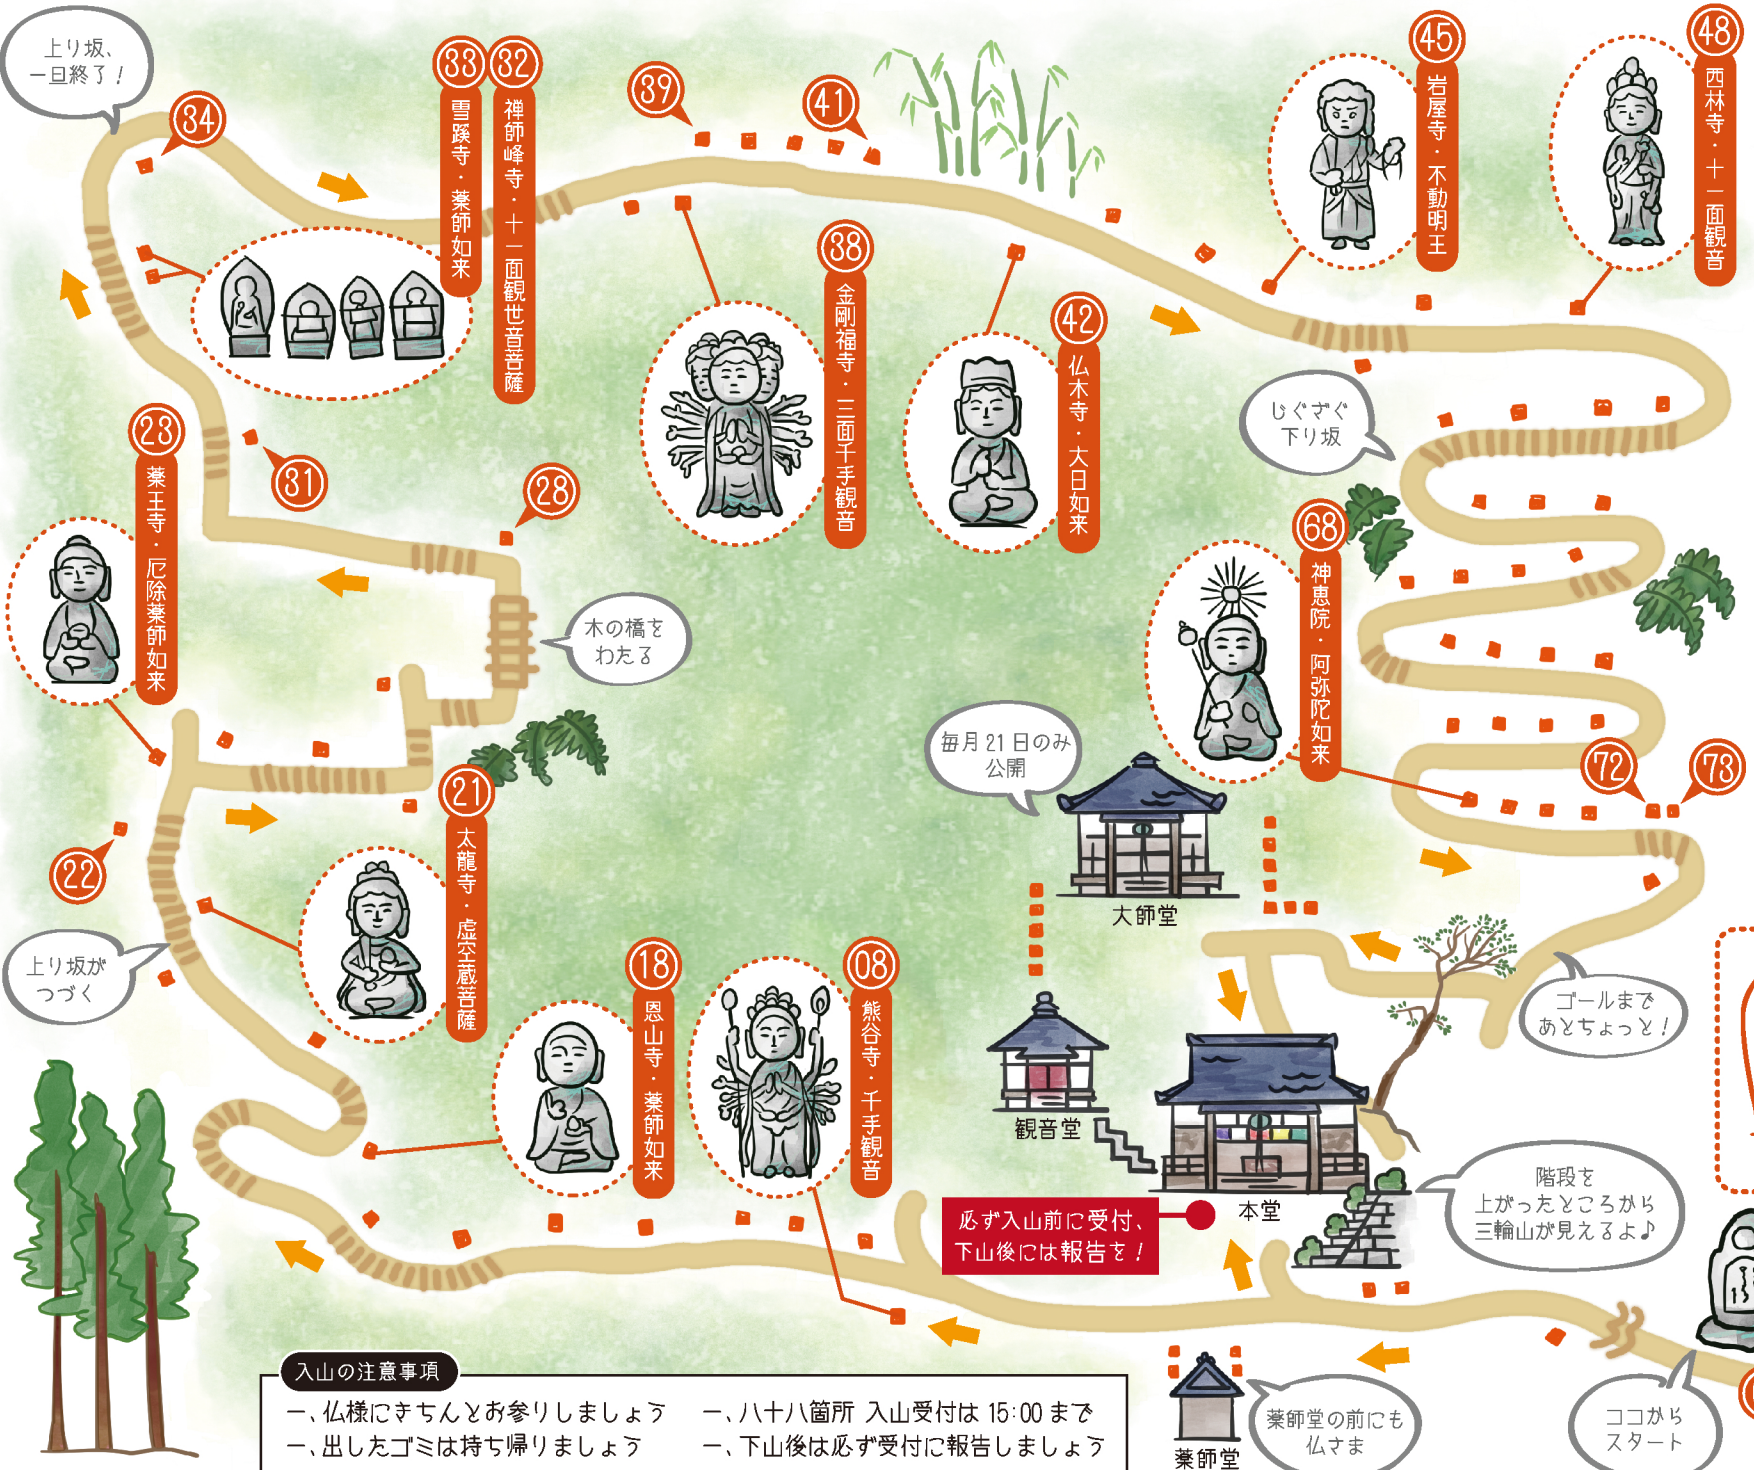 上り坂、
一旦終了！
34
33
雪蹊寺・薬師如来
32
禅師峰寺・十一面観世音菩薩
39
41
45
岩屋寺・不動明王
48
西林寺・十一面観音
38
金剛福寺・三面千手観音
42
仏木寺・大日如来
じぐざぐ
下り坂
23
薬王寺・厄除薬師如来
31
28
木の橋を
わたる
68
神恵院・阿弥陀如来
72
73
毎月21日のみ
公開
大師堂
21
太龍寺・虚空蔵菩薩
22
上り坂が
つづく
18
恩山寺・薬師如来
08
熊谷寺・千手観音
観音堂
本堂
ゴールまで
あとちょっと！
階段を
上がったところから
三輪山が見えるよ♪
必ず入山前に受付、
下山後には報告を！
薬師堂
薬師堂の前にも
仏さま
ココから
スタート
入山の注意事項
一、仏様にきちんとお参りしましょう
一、出したゴミは持ち帰りましょう
一、八十八箇所 入山受付は 15:00 まで
一、下山後は必ず受付に報告しましょう